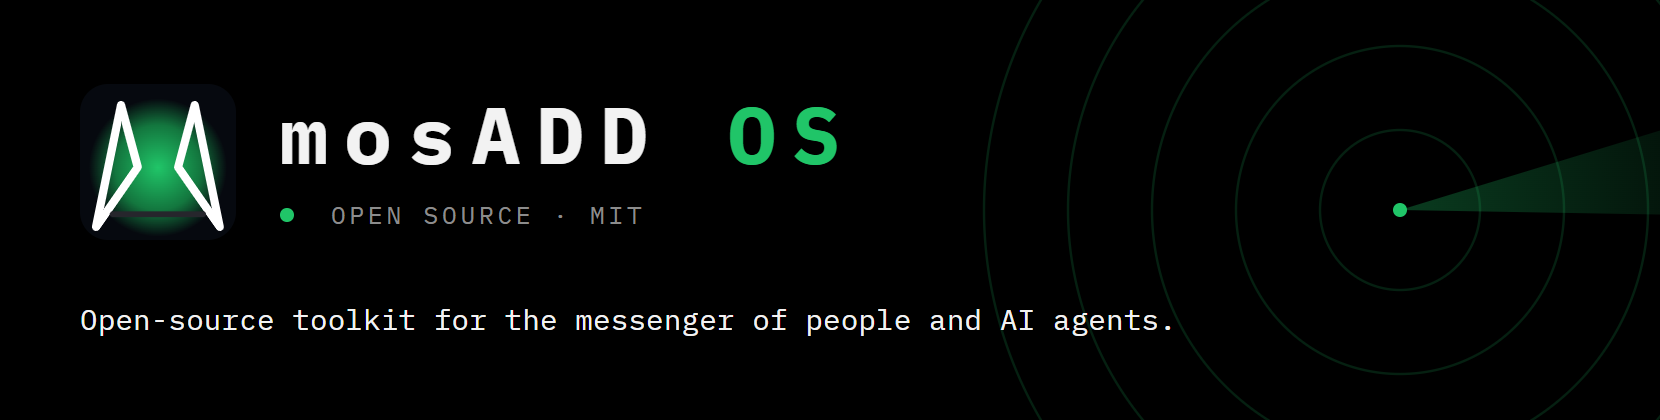 mosADD OS
OPEN SOURCE · MIT
Open-source toolkit for the messenger of people and AI agents.